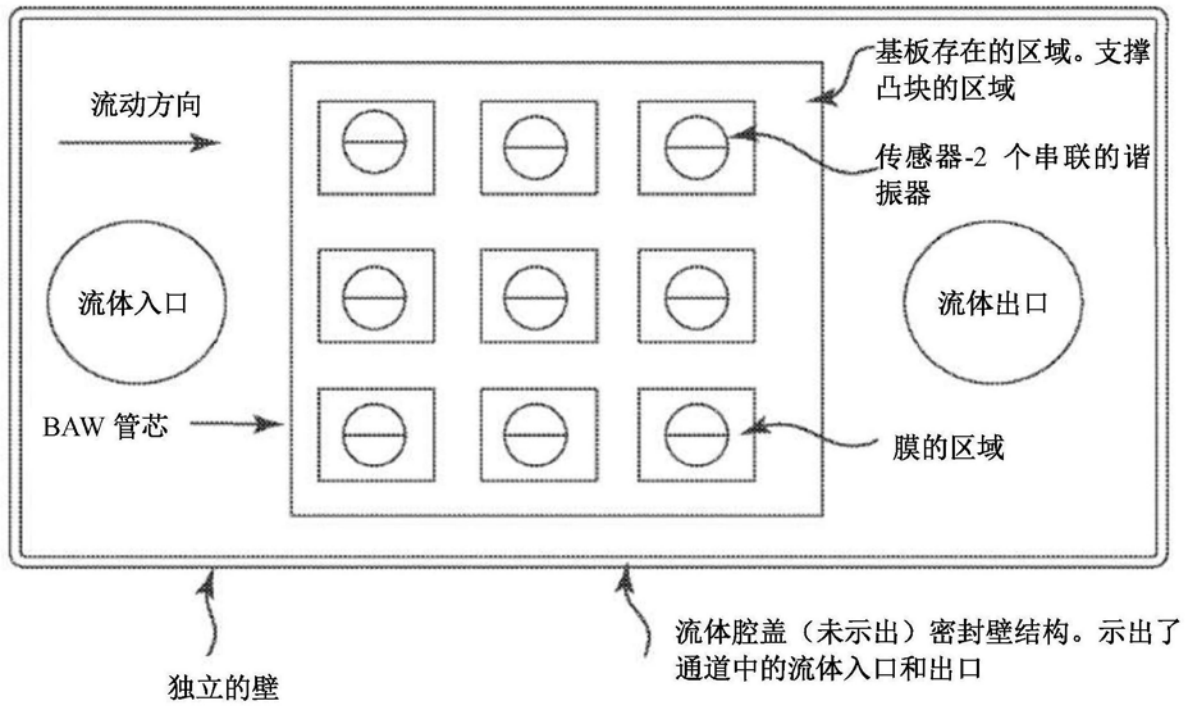 基板存在的区域。支撑
凸块的区域
流动方向
传感器-2 个串联的谐
振器
流体入口
流体出口
BAW 管芯
膜的区域
流体腔盖（未示出）密封壁结构。示出了
通道中的流体入口和出口
独立的壁